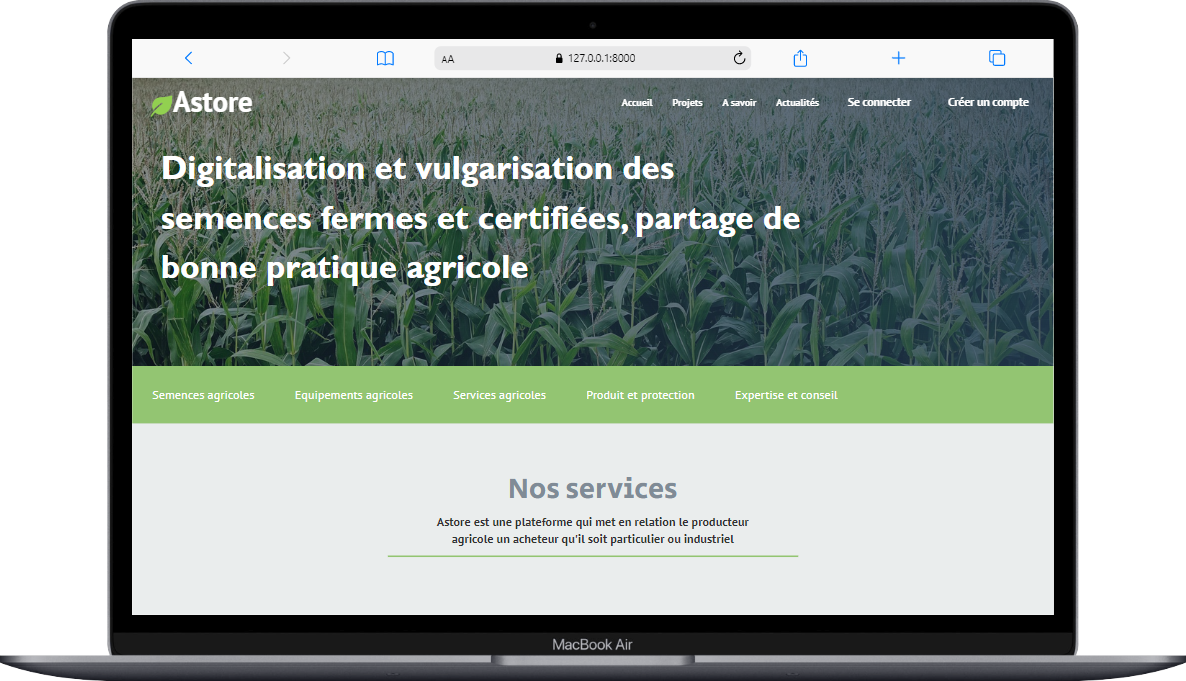 AA 127.0.0.1:8000
Astore
Accueil Projets A savoir Actualités Se connecter Créer un compte
Digitalisation et vulgarisation des
semences fermes et certifiées, partage de
bonne pratique agricole
Semences agricoles Equipements agricoles Services agricoles Produit et protection Expertise et conseil
Nos services
Astore est une plateforme qui met en relation le producteur
agricole un acheteur qu'il soit particulier ou industriel
MacBook Air